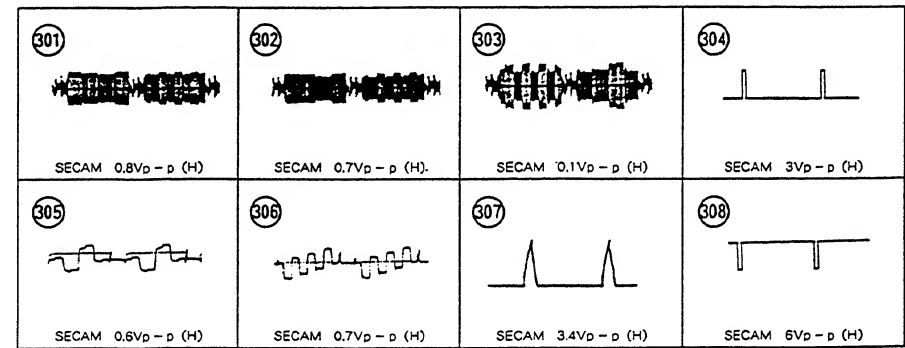 301 302 303 304
SECAM 0.8Vp-p (H) SECAM 0.7Vp-p (H). SECAM 0.1Vp-p (H) SECAM 3Vp-p (H)
305 306 307 308
SECAM 0.6Vp-p (H) SECAM 0.7Vp-p (H) SECAM 3.4Vp-p (H) SECAM 6Vp-p (H)